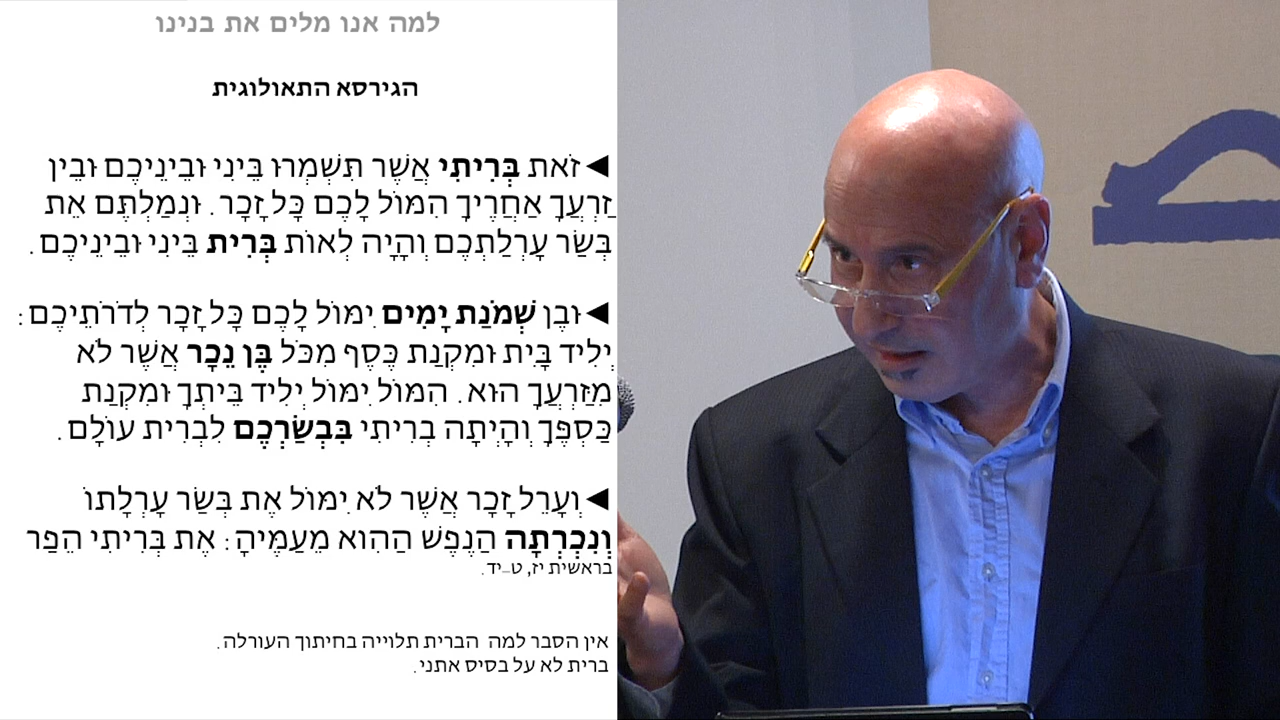 למה אנו מלים את בנינו
הגירסא התאולוגית
◀זֹאת בְּרִיתִי אֲשֶׁר תִּשְׁמְרוּ בֵּינִי וּבֵינֵיכֶם וּבֵין
זַרְעֲךָ אַחֲרֶיךָ הִמּוֹל לָכֶם כָּל זָכָר. וּנְמַלְתֶּם אֵת
בְּשַׂר עָרְלַתְכֶם וְהָיָה לְאוֹת בְּרִית בֵּינִי וּבֵינֵיכֶם.
◀וּבֶן שְׁמֹנַת יָמִים יִמּוֹל לָכֶם כָּל זָכָר לְדֹרֹתֵיכֶם:
יְלִיד בָּיִת וּמִקְנַת כֶּסֶף מִכֹּל בֶּן נֵכָר אֲשֶׁר לֹא
מִזַּרְעֲךָ הוּא. הִמּוֹל יִמּוֹל יְלִיד בֵּיתְךָ וּמִקְנַת
כַּסְפֶּךָ וְהָיְתָה בְרִיתִי בִּבְשַׂרְכֶם לִבְרִית עוֹלָם.
◀וְעָרֵל זָכָר אֲשֶׁר לֹא יִמּוֹל אֶת בְּשַׂר עָרְלָתוֹ
וְנִכְרְתָה הַנֶּפֶשׁ הַהִוא מֵעַמֶּיהָ: אֶת בְּרִיתִי הֵפַר
בראשית יז, ט–יד.
אין הסבר למה הברית תלוייה בחיתוך העורלה.
ברית לא על בסיס אתני.